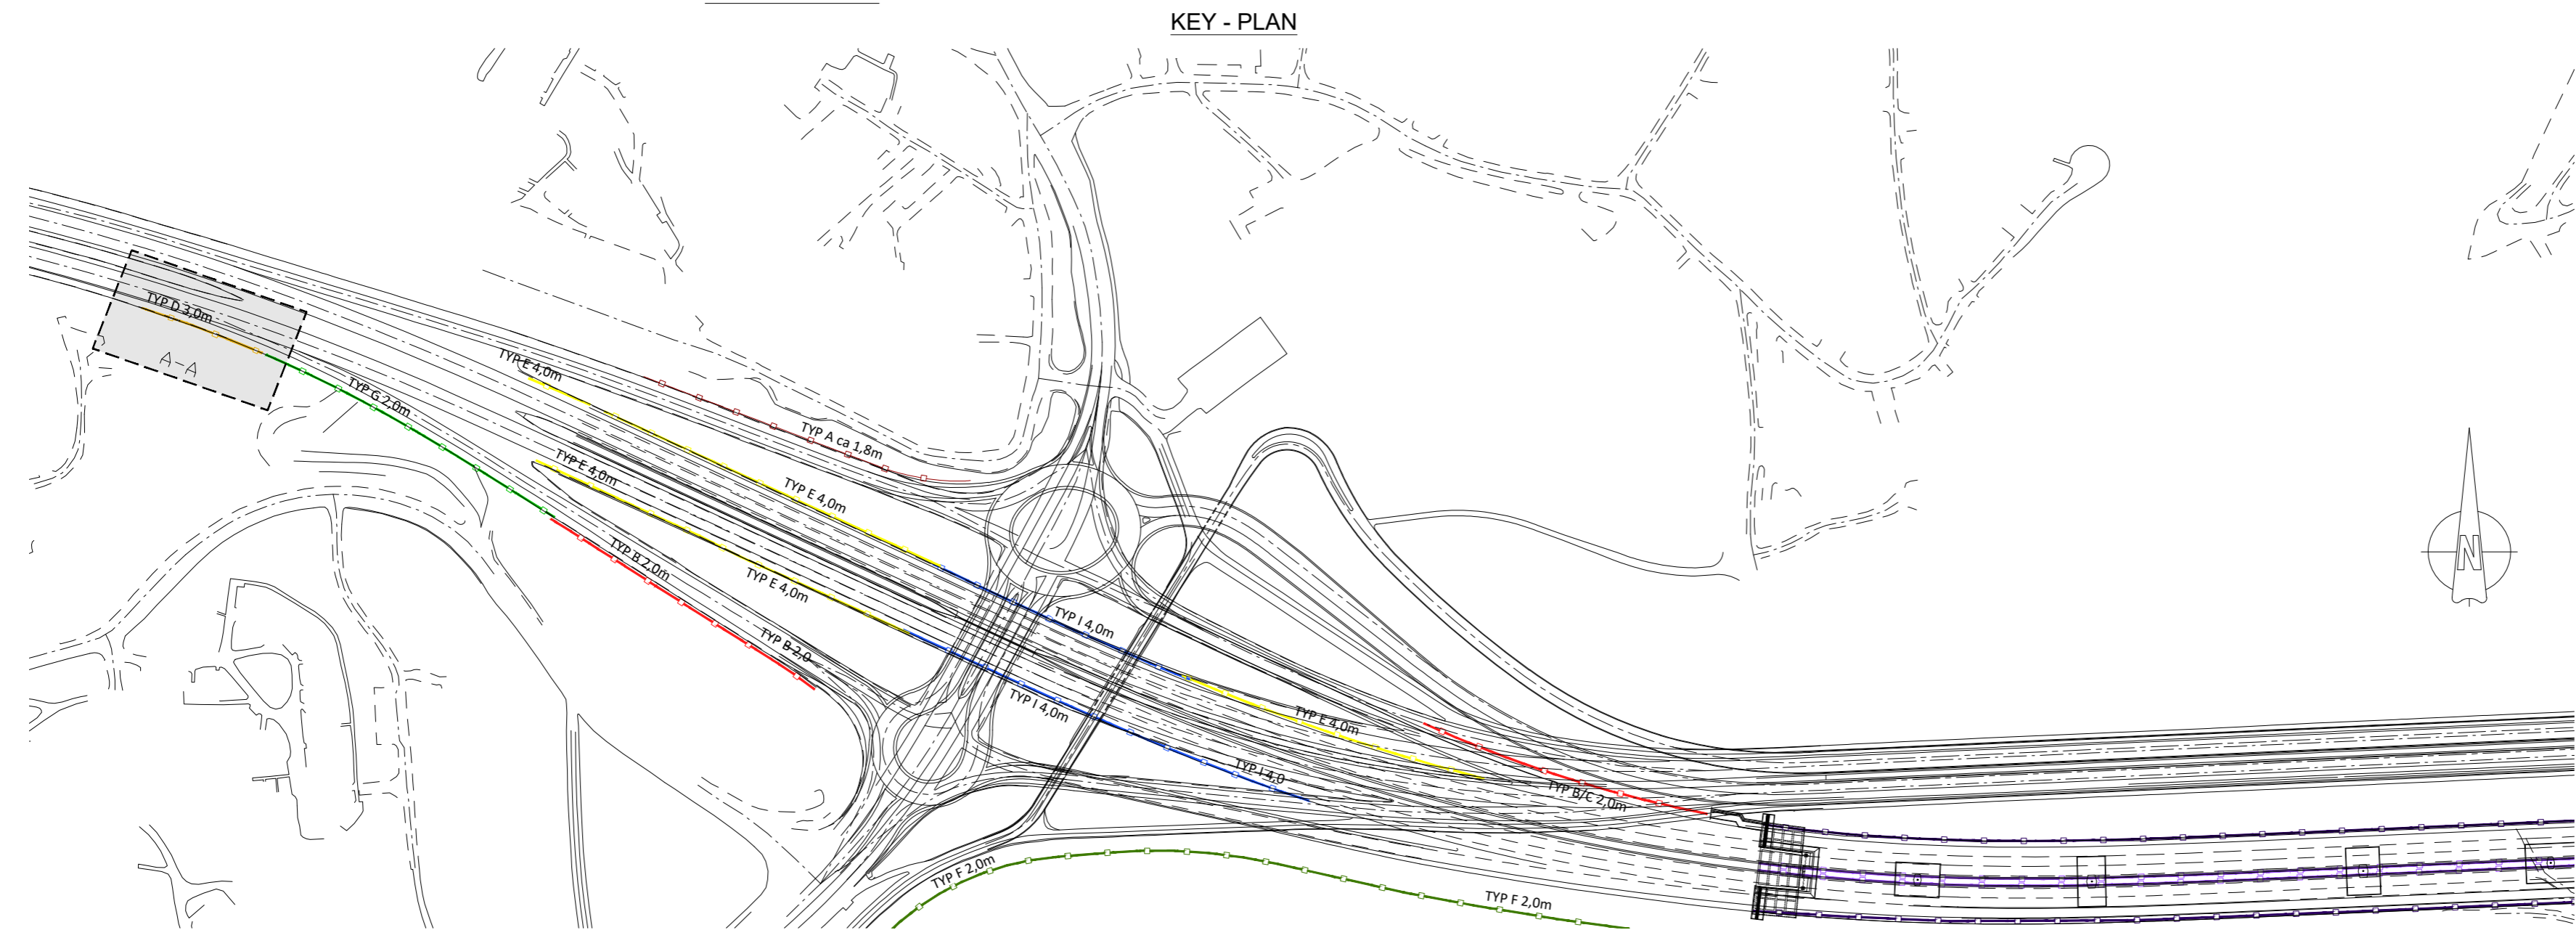 KEY - PLAN
TYP D 3,0m
A-A
TYP G 2,0m
TYP E 4,0m
TYP A ca 1,8m
TYP E 4,0m
TYP E 4,0m
TYP B 2,0m
TYP E 4,0m
TYP B 2,0
TYP I 4,0m
TYP I 4,0m
TYP E 4,0m
TYP I 4,0
TYP B/C 2,0m
TYP F 2,0m
TYP F 2,0m
N